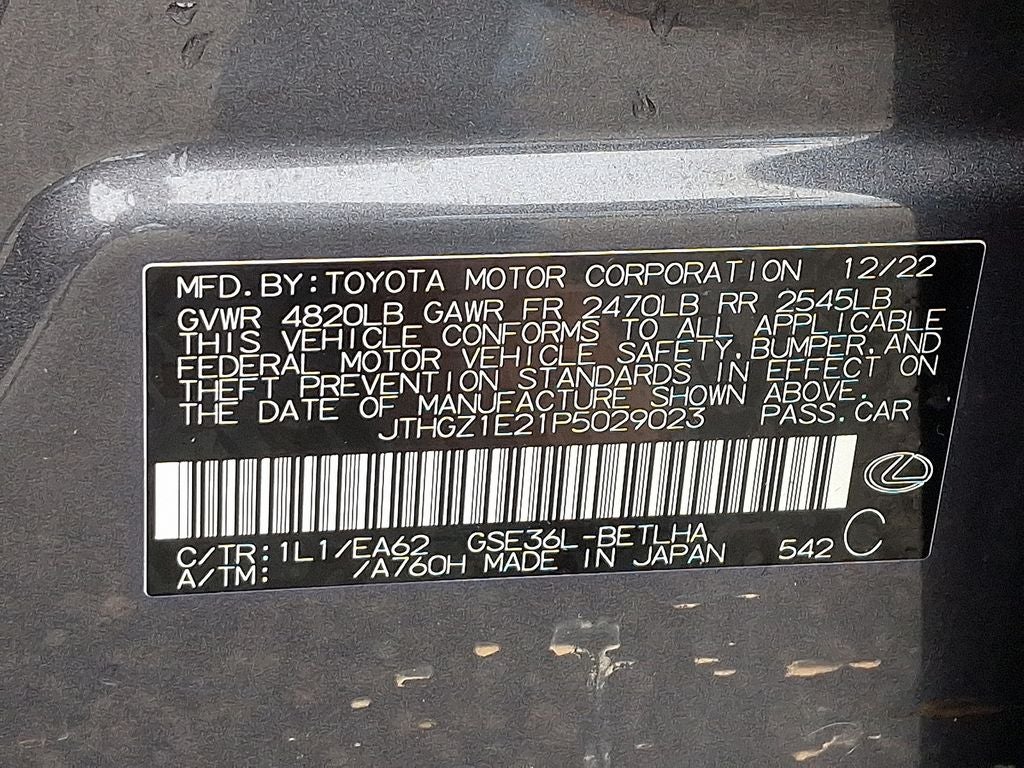 MFD. BY: TOYOTA MOTOR CORPORATION 12/22
GVWR 4820LB GAWR FR 2470LB RR 2545LB
THIS VEHICLE CONFORMS TO ALL APPLICABLE
FEDERAL MOTOR VEHICLE SAFETY, BUMPER, AND
THEFT PREVENTION STANDARDS IN EFFECT ON
THE DATE OF MANUFACTURE SHOWN ABOVE.
JTHGZ1E21P5029023 PASS. CAR
C/TR: 1L1/EA62 GSE36L-BETLHA
A/TM: /A760H MADE IN JAPAN 542 C